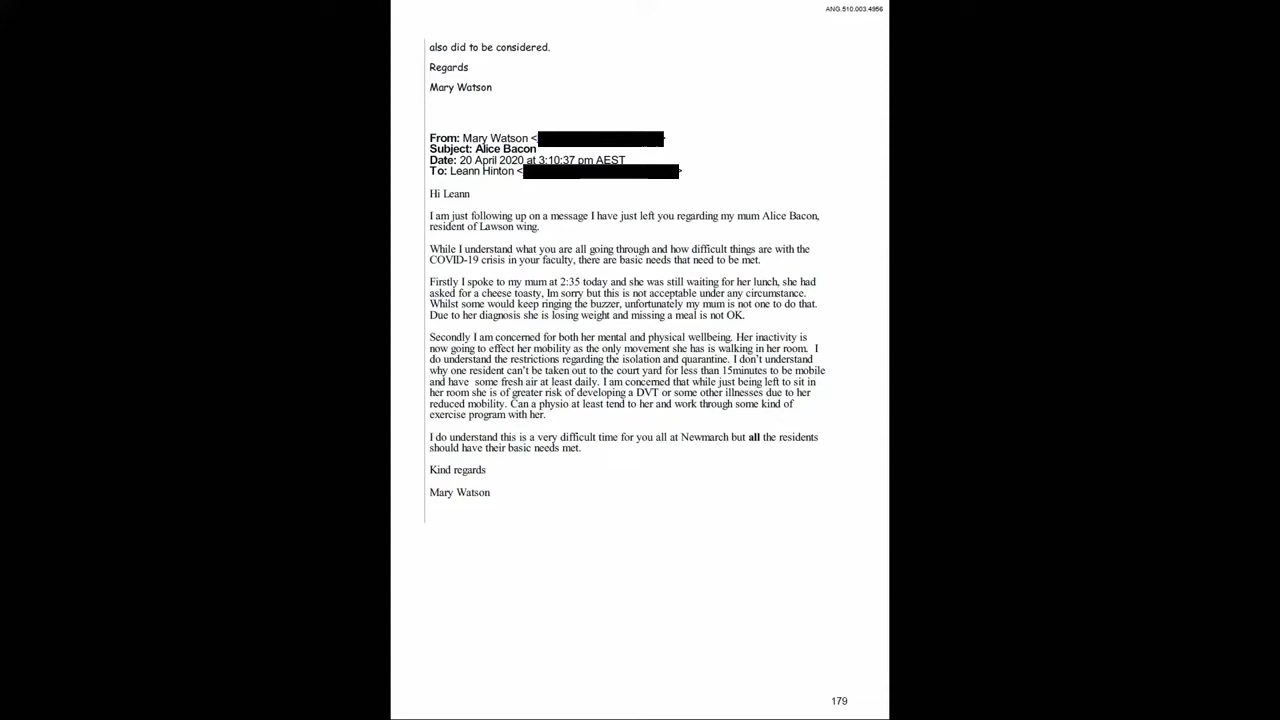 ANG.510.003.4956
also did to be considered.
Regards
Mary Watson
From: Mary Watson < >
Subject: Alice Bacon
Date: 20 April 2020 at 3:10:37 pm AEST
To: Leann Hinton < >
Hi Leann
I am just following up on a message I have just left you regarding my mum Alice Bacon,
resident of Lawson wing.
While I understand what you are all going through and how difficult things are with the
COVID-19 crisis in your faculty, there are basic needs that need to be met.
Firstly I spoke to my mum at 2:35 today and she was still waiting for her lunch, she had
asked for a cheese toasty, Im sorry but this is not acceptable under any circumstance.
Whilst some would keep ringing the buzzer, unfortunately my mum is not one to do that.
Due to her diagnosis she is losing weight and missing a meal is not OK.
Secondly I am concerned for both her mental and physical wellbeing. Her inactivity is
now going to effect her mobility as the only movement she has is walking in her room.  I
do understand the restrictions regarding the isolation and quarantine. I don't understand
why one resident can't be taken out to the court yard for less than 15minutes to be mobile
and have  some fresh air at least daily. I am concerned that while just being left to sit in
her room she is of greater risk of developing a DVT or some other illnesses due to her
reduced mobility. Can a physio at least tend to her and work through some kind of
exercise program with her.
I do understand this is a very difficult time for you all at Newmarch but all the residents
should have their basic needs met.
Kind regards
Mary Watson
179